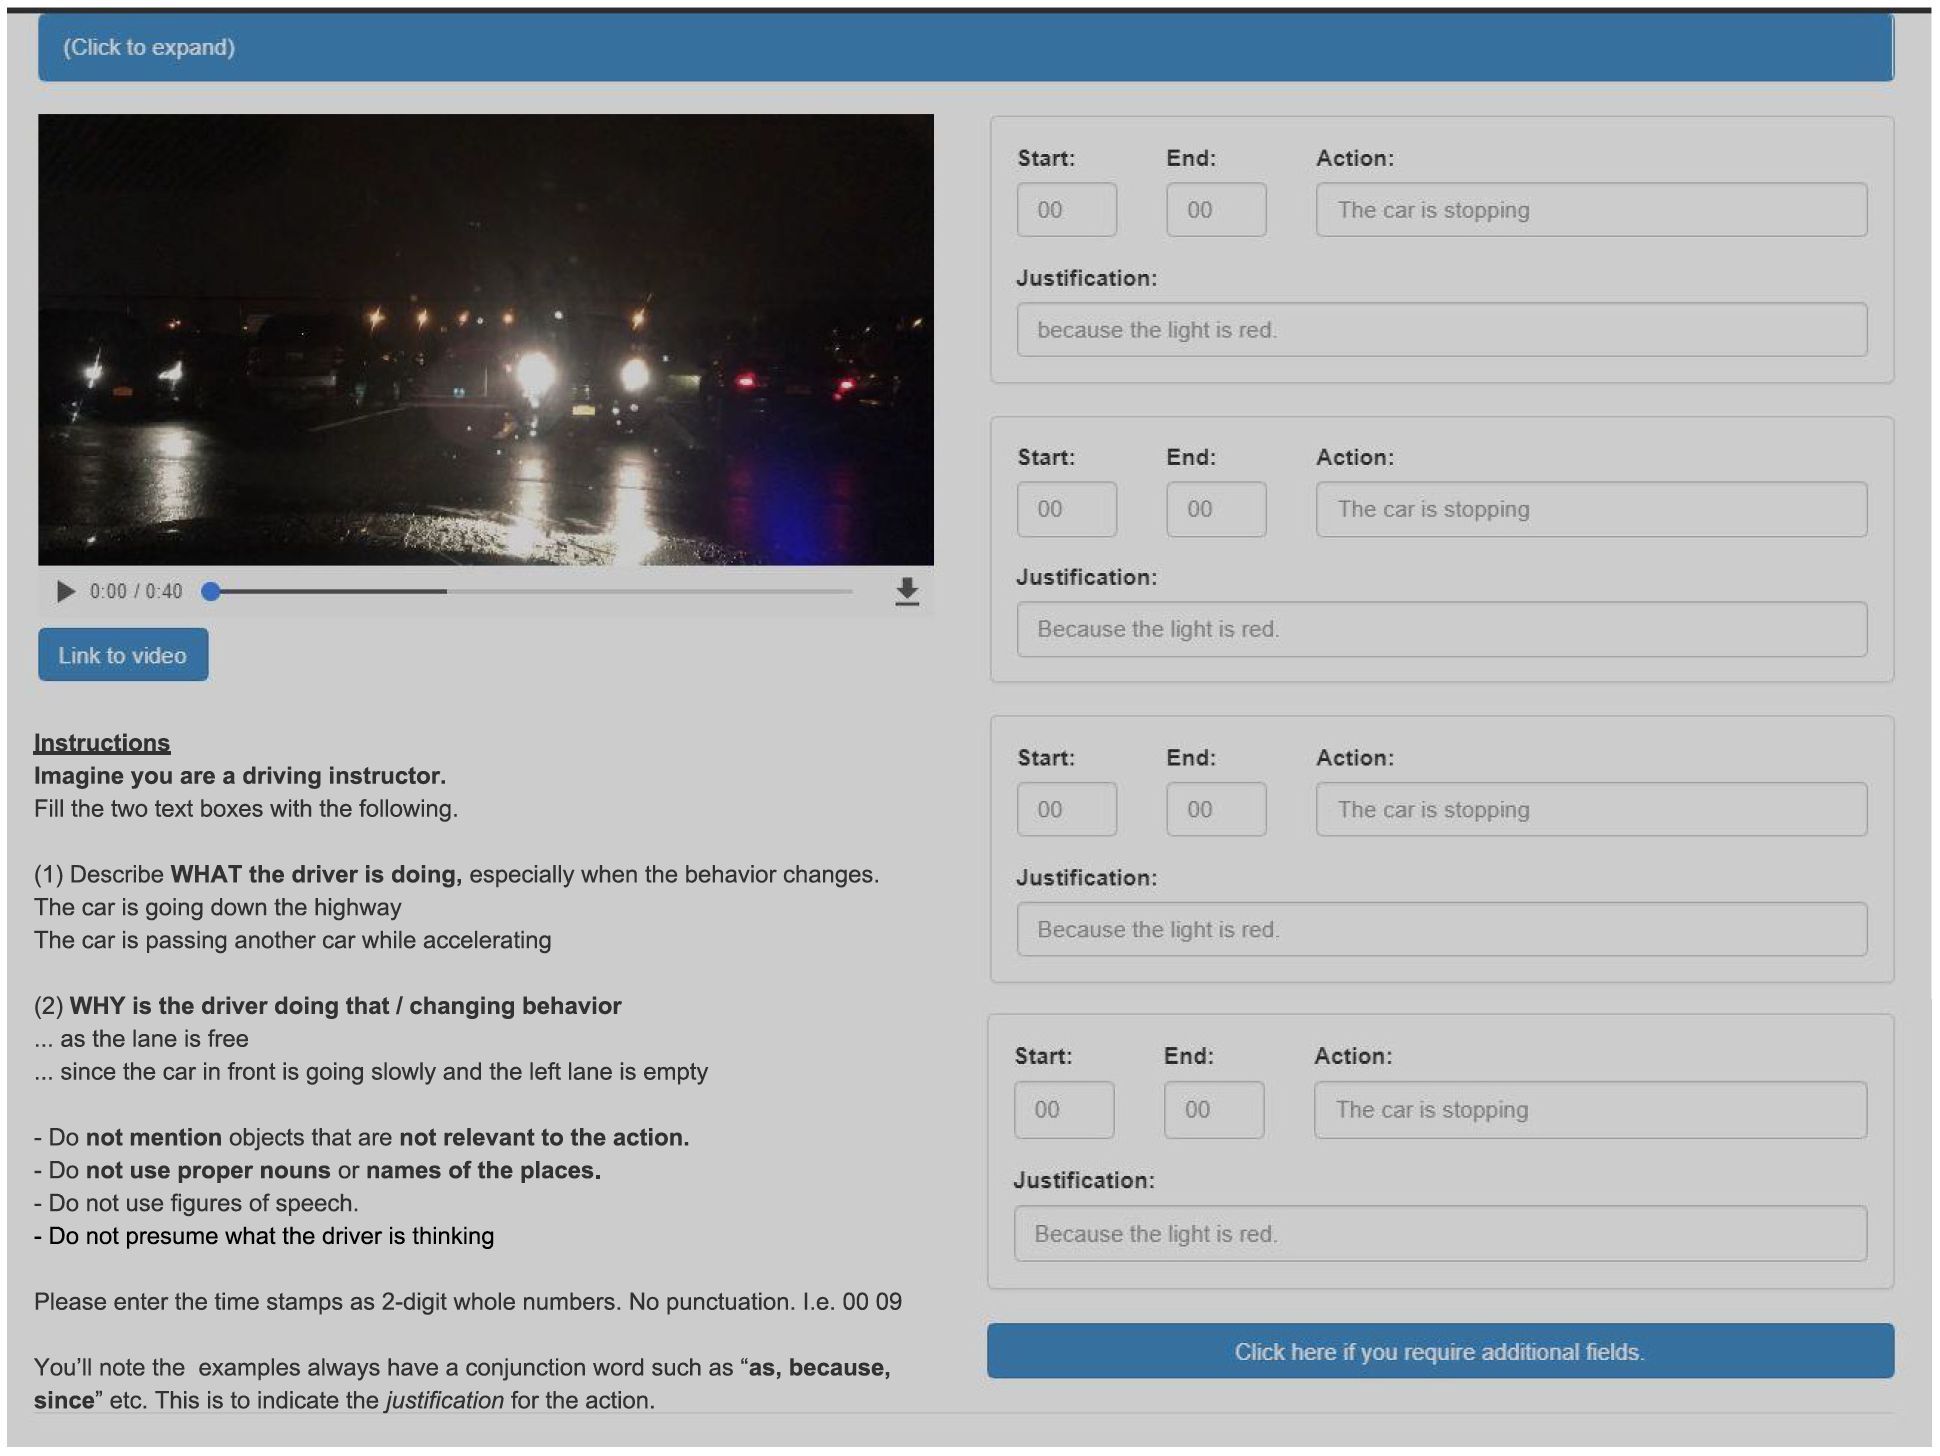 (Click to expand)
0:00 / 0:40
Link to video
Instructions
Imagine you are a driving instructor.
Fill the two text boxes with the following.
(1) Describe WHAT the driver is doing, especially when the behavior changes.
The car is going down the highway
The car is passing another car while accelerating
(2) WHY is the driver doing that / changing behavior
... as the lane is free
... since the car in front is going slowly and the left lane is empty
- Do not mention objects that are not relevant to the action.
- Do not use proper nouns or names of the places.
- Do not use figures of speech.
- Do not presume what the driver is thinking
Please enter the time stamps as 2-digit whole numbers. No punctuation. I.e. 00 09
You’ll note the  examples always have a conjunction word such as “as, because,
since” etc. This is to indicate the justification for the action.
Start: End: Action:
00 00 The car is stopping
Justification:
because the light is red.
Start: End: Action:
00 00 The car is stopping
Justification:
Because the light is red.
Start: End: Action:
00 00 The car is stopping
Justification:
Because the light is red.
Start: End: Action:
00 00 The car is stopping
Justification:
Because the light is red.
Click here if you require additional fields.